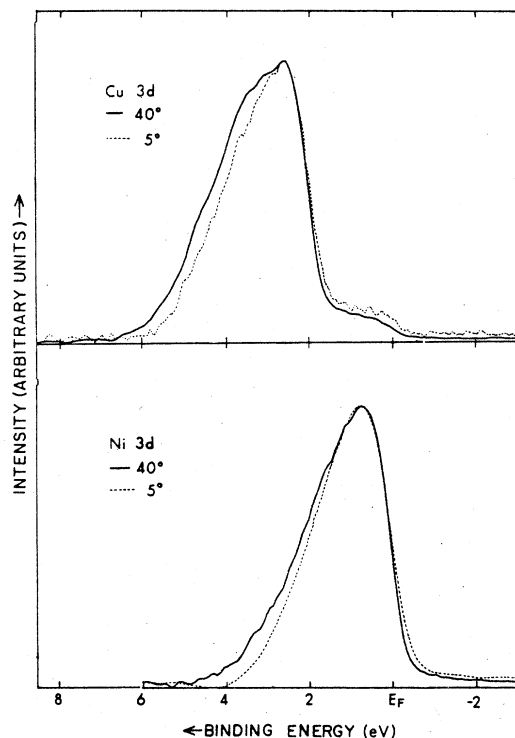 Cu 3d
— 40°
······ 5°
INTENSITY (ARBITRARY UNITS) →
Ni 3d
— 40°
------ 5°
8 6 4 2 EF -2
← BINDING ENERGY (eV)